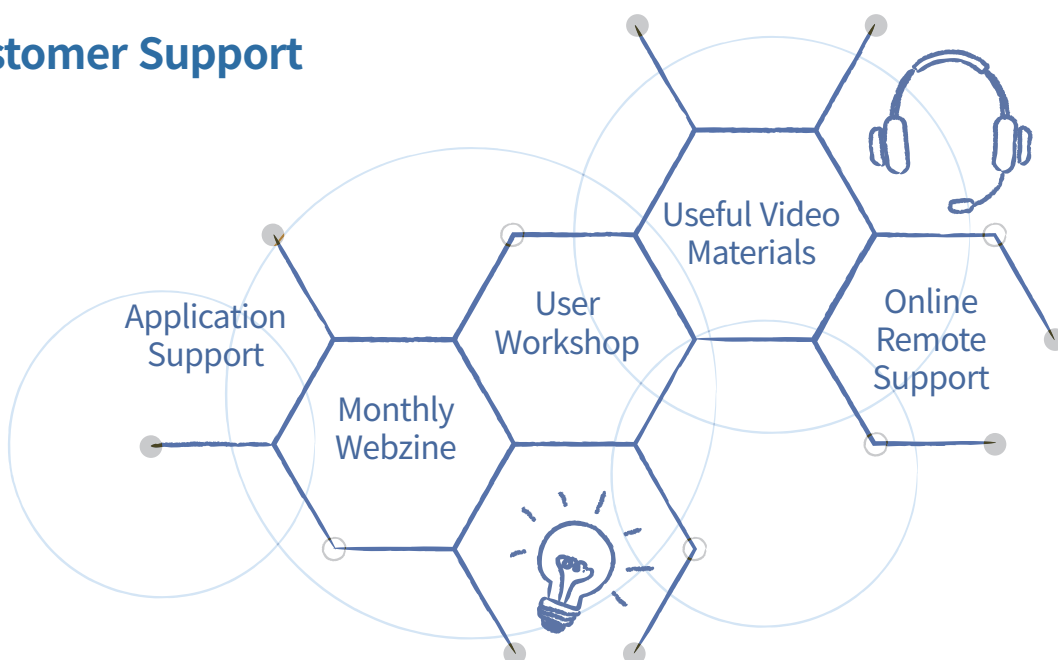 stomer Support
Useful Video
Materials
Application
Support
User
Workshop
Online
Remote
Support
Monthly
Webzine